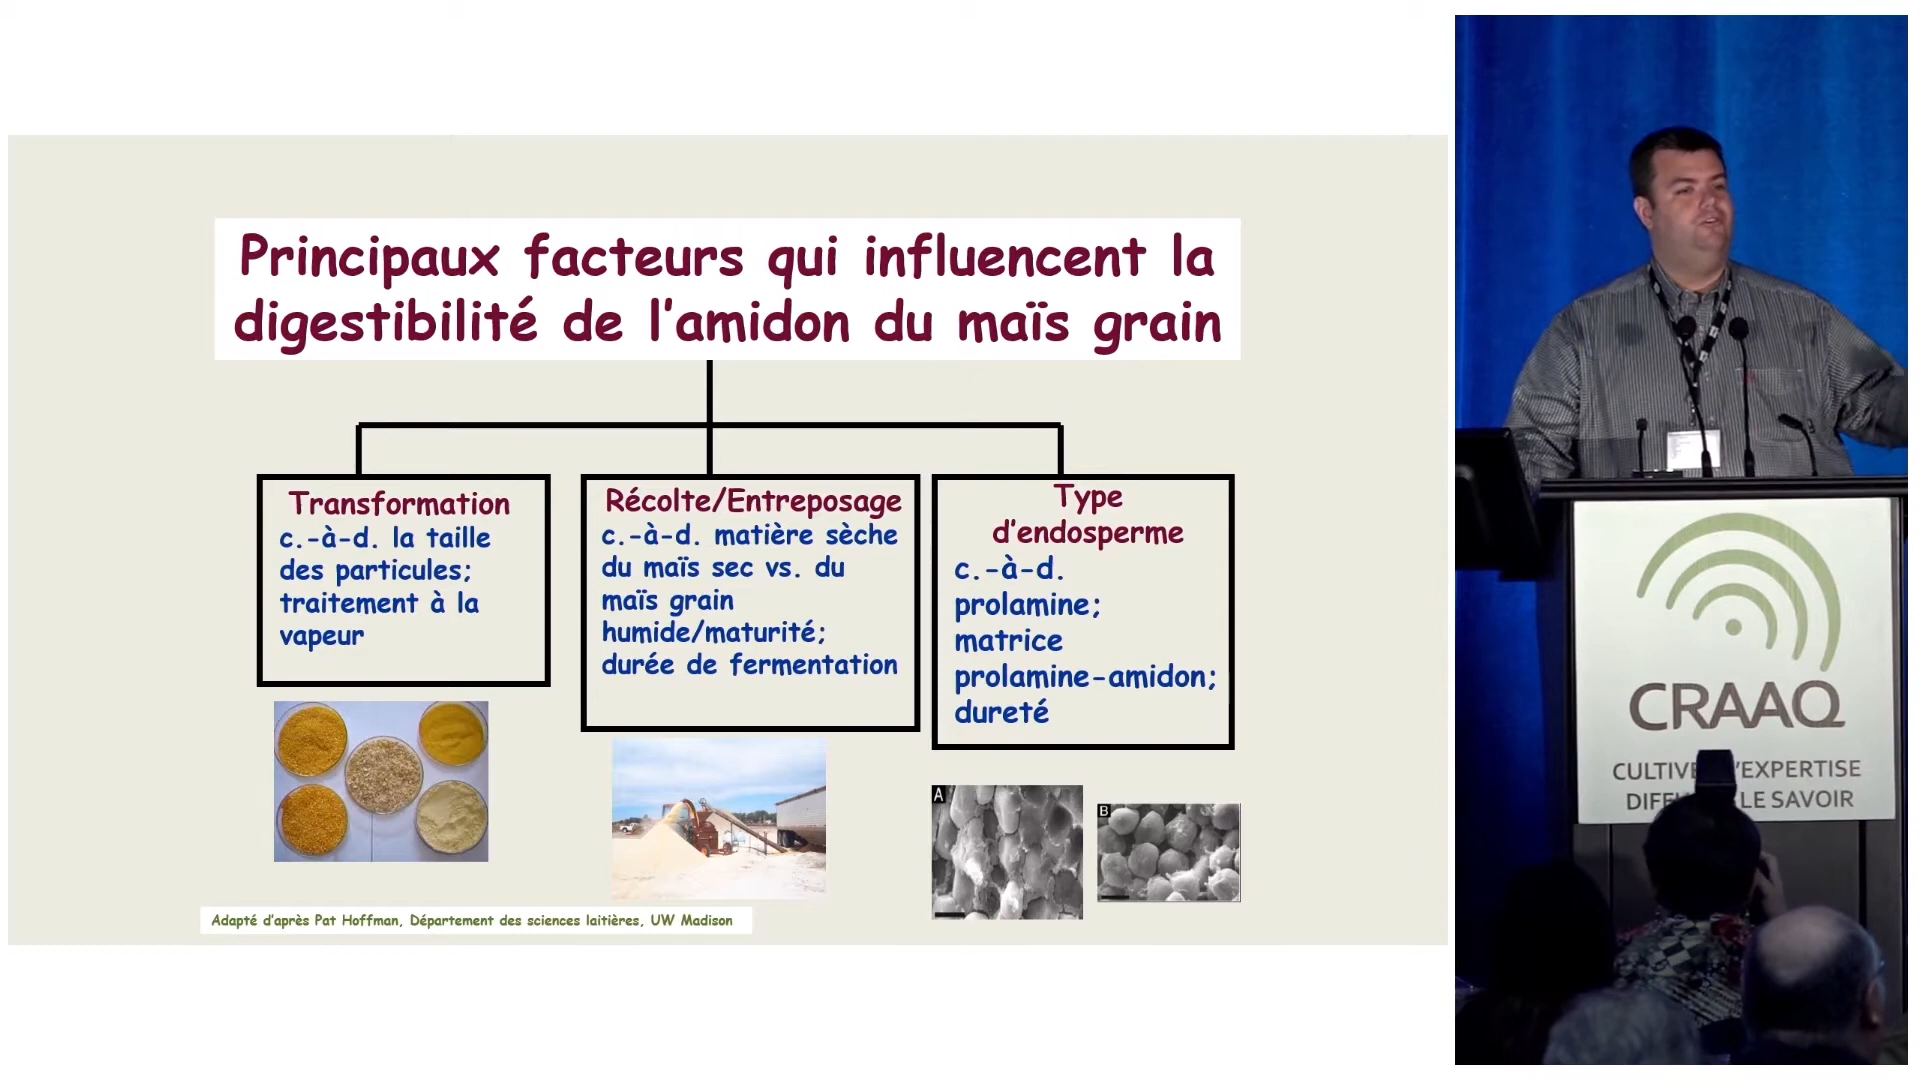 Principaux facteurs qui influencent la
digestibilité de l'amidon du maïs grain
Transformation
c.-à-d. la taille
des particules;
traitement à la
vapeur
Récolte/Entreposage
c.-à-d. matière sèche
du maïs sec vs. du
maïs grain
humide/maturité;
durée de fermentation
Type
d'endosperme
c.-à-d.
prolamine;
matrice
prolamine-amidon;
dureté
A
B
Adapté d'après Pat Hoffman, Département des sciences laitières, UW Madison
CRAAQ
EXPERTISE
LE SAVOIR